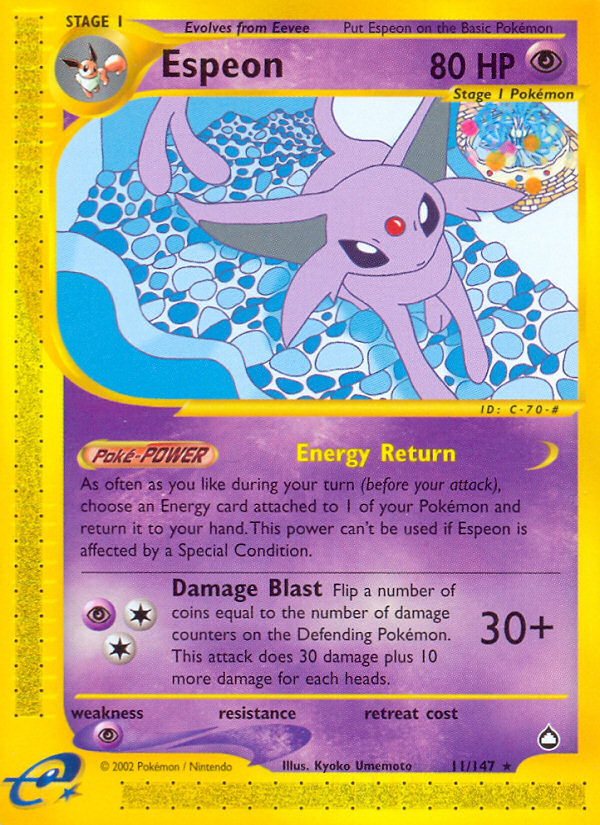 STAGE 1
Evolves from Eevee Put Espeon on the Basic Pokémon
Espeon 80 HP
Stage 1 Pokémon
ID: C-70-#
Poké-POWER Energy Return
As often as you like during your turn (before your attack),
choose an Energy card attached to 1 of your Pokémon and
return it to your hand. This power can't be used if Espeon is
affected by a Special Condition.
Damage Blast Flip a number of
coins equal to the number of damage
counters on the Defending Pokémon.
This attack does 30 damage plus 10
more damage for each heads.
30+
weakness resistance retreat cost
© 2002 Pokémon / Nintendo Illus. Kyoko Umemoto 11/147 ★
e